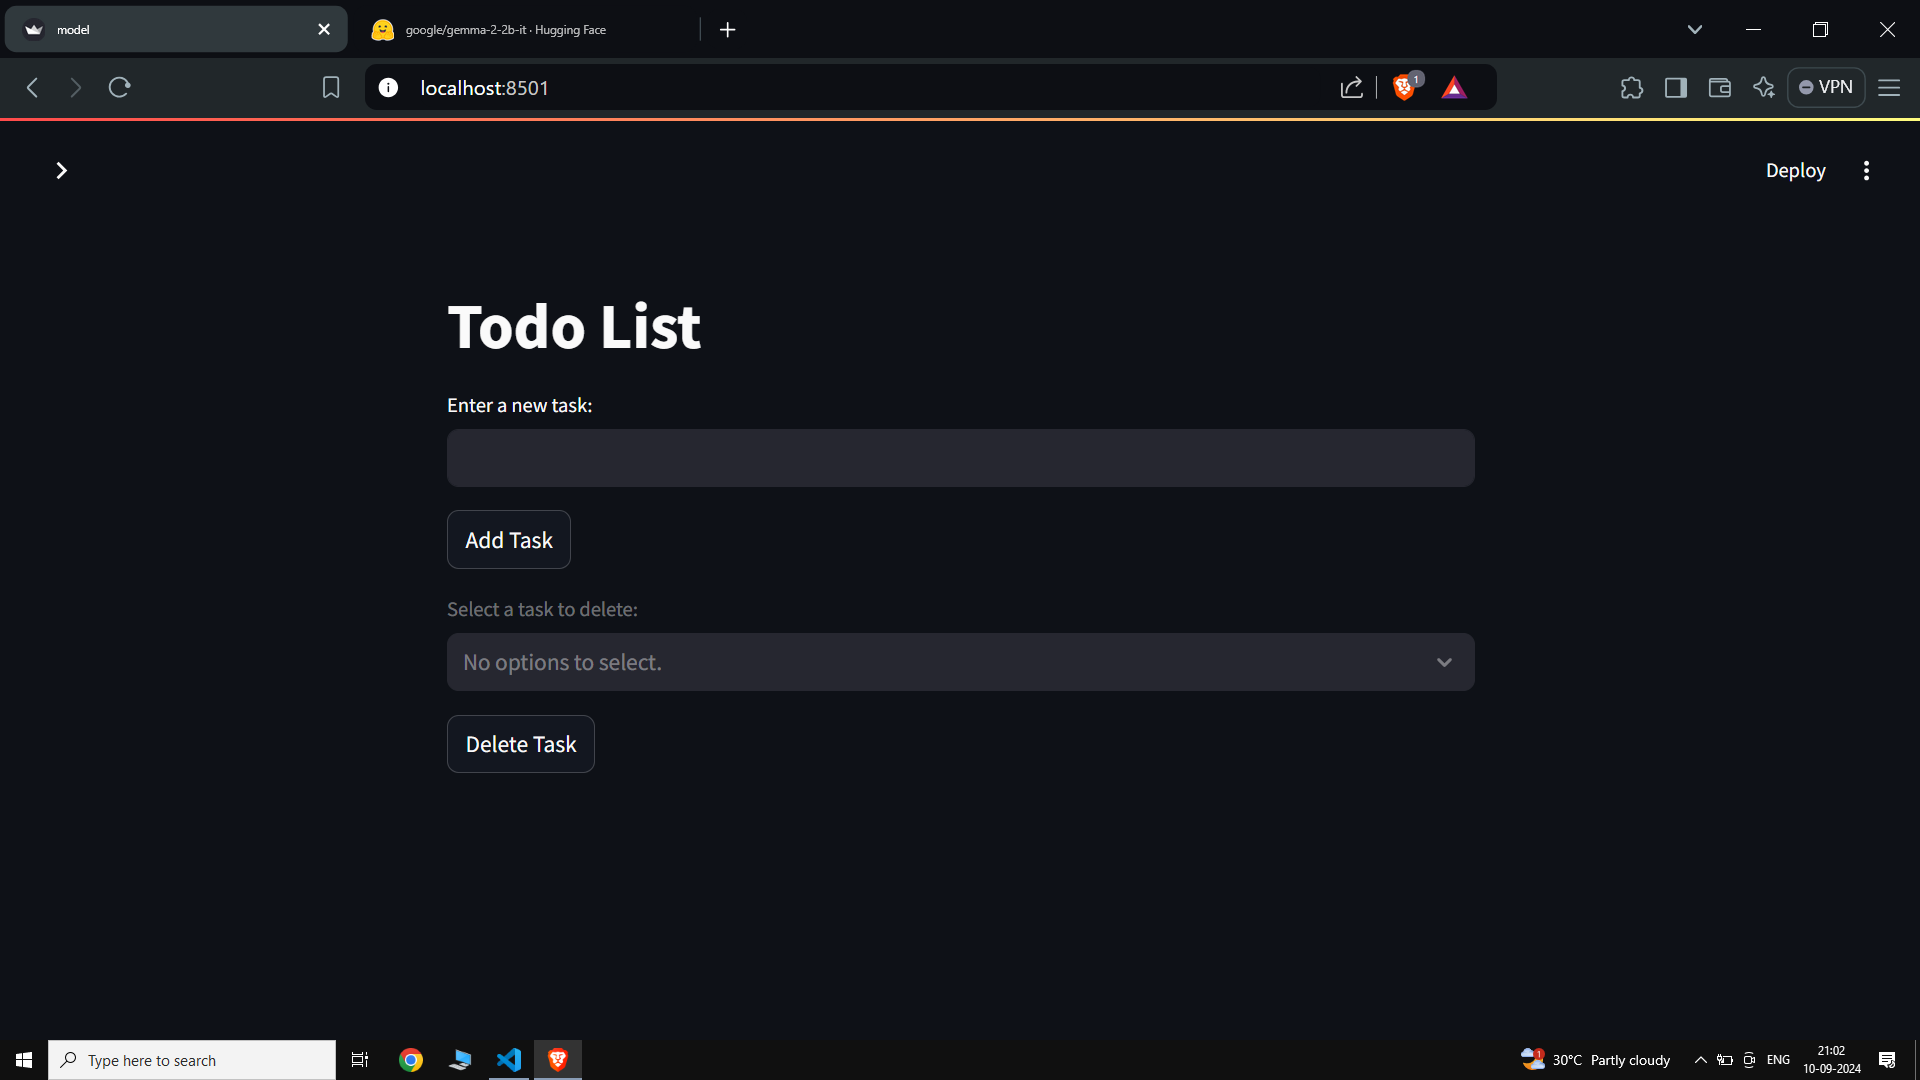 model
google/gemma-2-2b-it · Hugging Face
localhost:8501
1
VPN
Deploy
Todo List
Enter a new task:
Add Task
Select a task to delete:
No options to select.
Delete Task
Type here to search
1
30°C Partly cloudy
ENG
21:02
10-09-2024